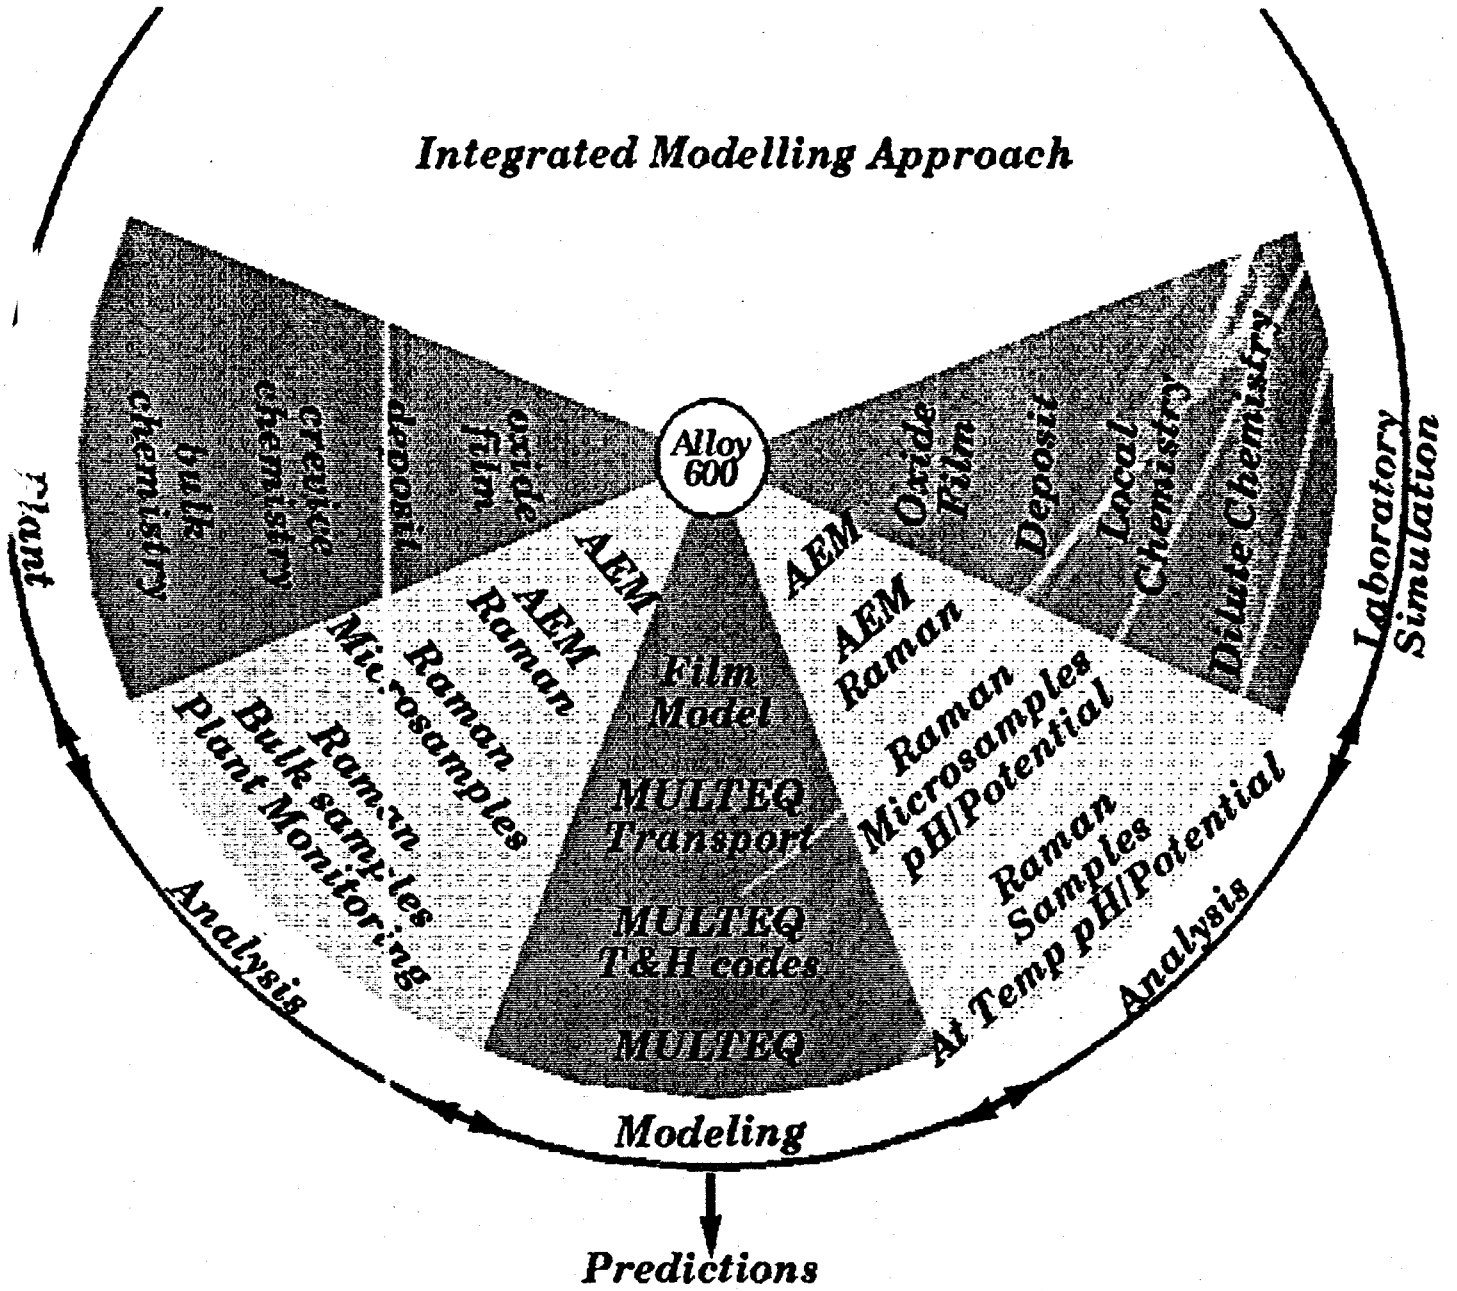 Integrated Modelling Approach
Alloy
600
Plant
bulk
chemistry
crevice
chemistry
deposit
oxide
film
Oxide
Film
Deposit
Local
Chemistry
Dilute Chemistry
Laboratory
Simulation
AEM
AEM
Raman
Raman
Microsamples
Raman
Bulk samples
Plant Monitoring
Analysis
Film
Model
MULTEQ
Transport
MULTEQ
T&H codes
MULTEQ
AEM
AEM
Raman
Raman
Microsamples
pH/Potential
Raman
Samples
At Temp pH/Potential
Analysis
Modeling
Predictions